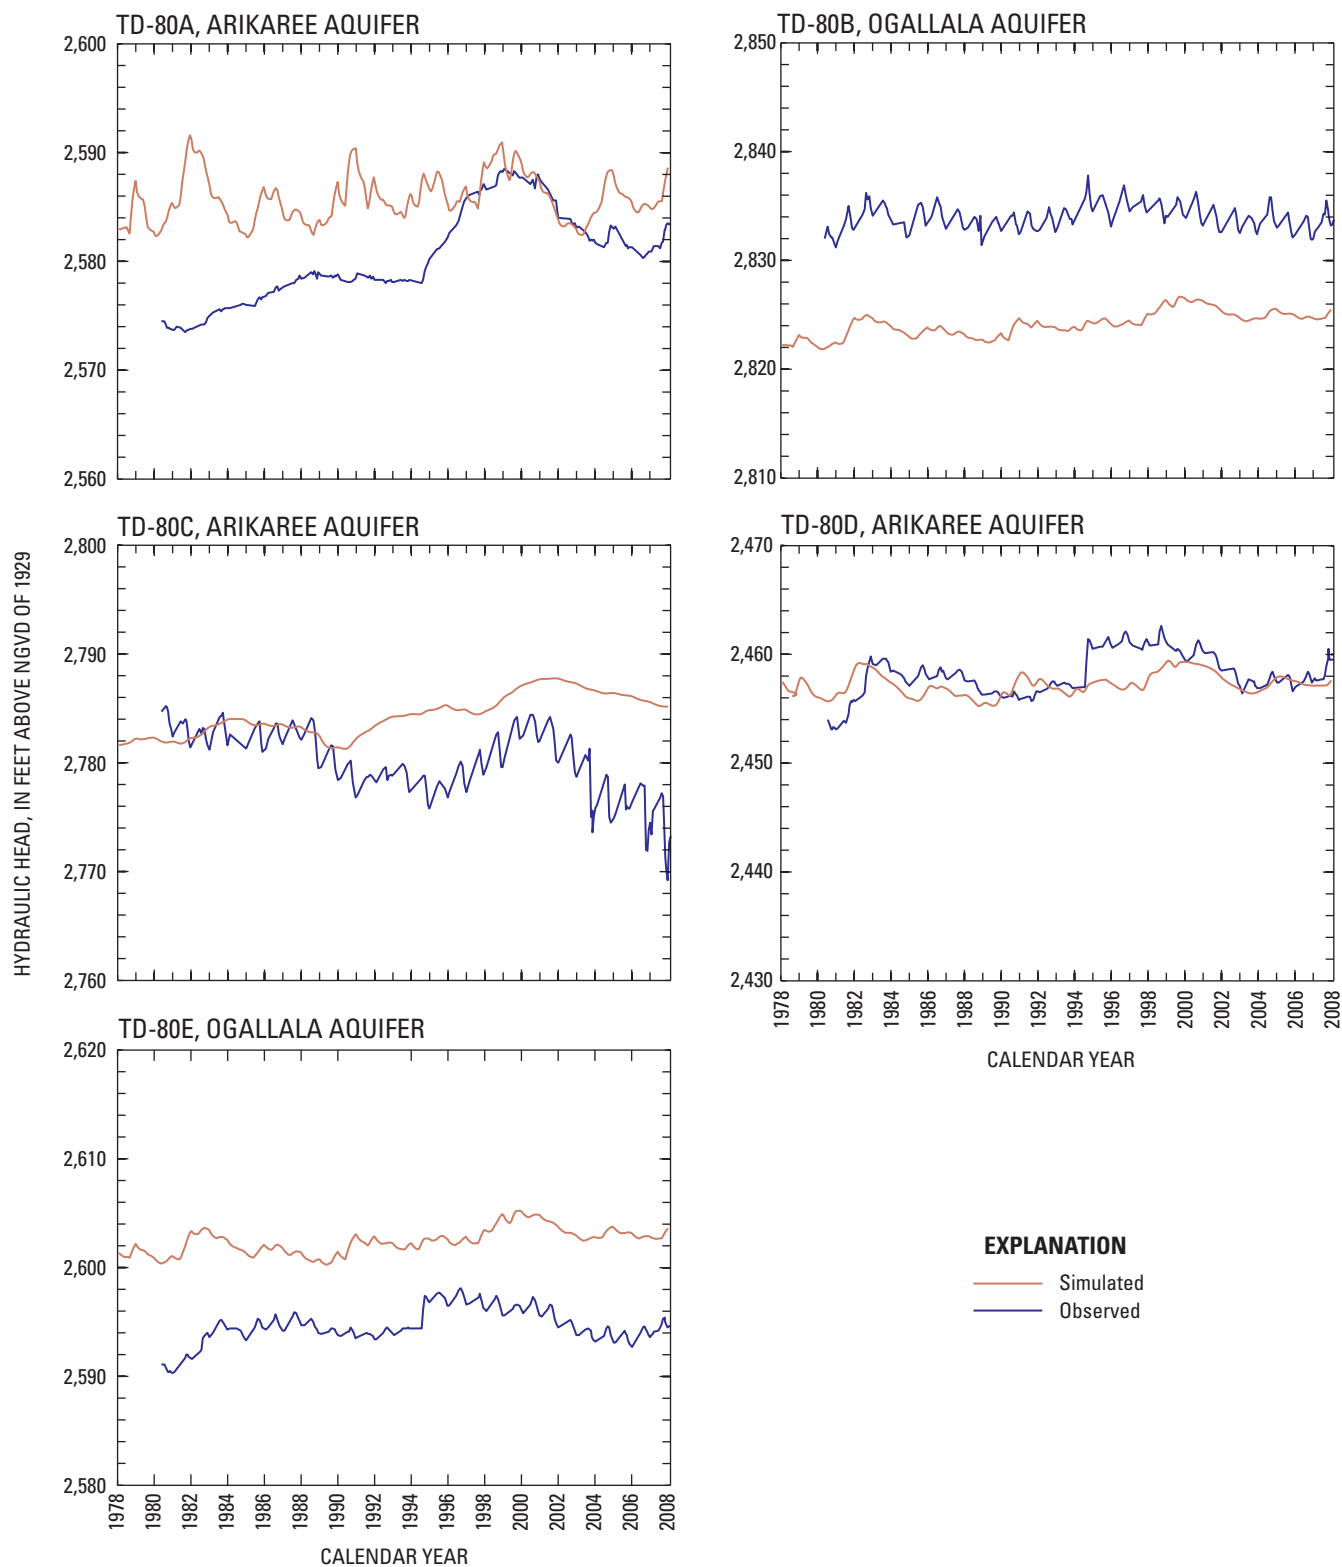 TD-80A, ARIKAREE AQUIFER
2,600
2,590
2,580
2,570
2,560
TD-80B, OGALLALA AQUIFER
2,850
2,840
2,830
2,820
2,810
HYDRAULIC HEAD, IN FEET ABOVE NGVD OF 1929
TD-80C, ARIKAREE AQUIFER
2,800
2,790
2,780
2,770
2,760
TD-80D, ARIKAREE AQUIFER
2,470
2,460
2,450
2,440
2,430
1978 1980 1982 1984 1986 1988 1990 1992 1994 1996 1998 2000 2002 2004 2006 2008
CALENDAR YEAR
TD-80E, OGALLALA AQUIFER
2,620
2,610
2,600
2,590
2,580
1978 1980 1982 1984 1986 1988 1990 1992 1994 1996 1998 2000 2002 2004 2006 2008
CALENDAR YEAR
EXPLANATION
Simulated
Observed